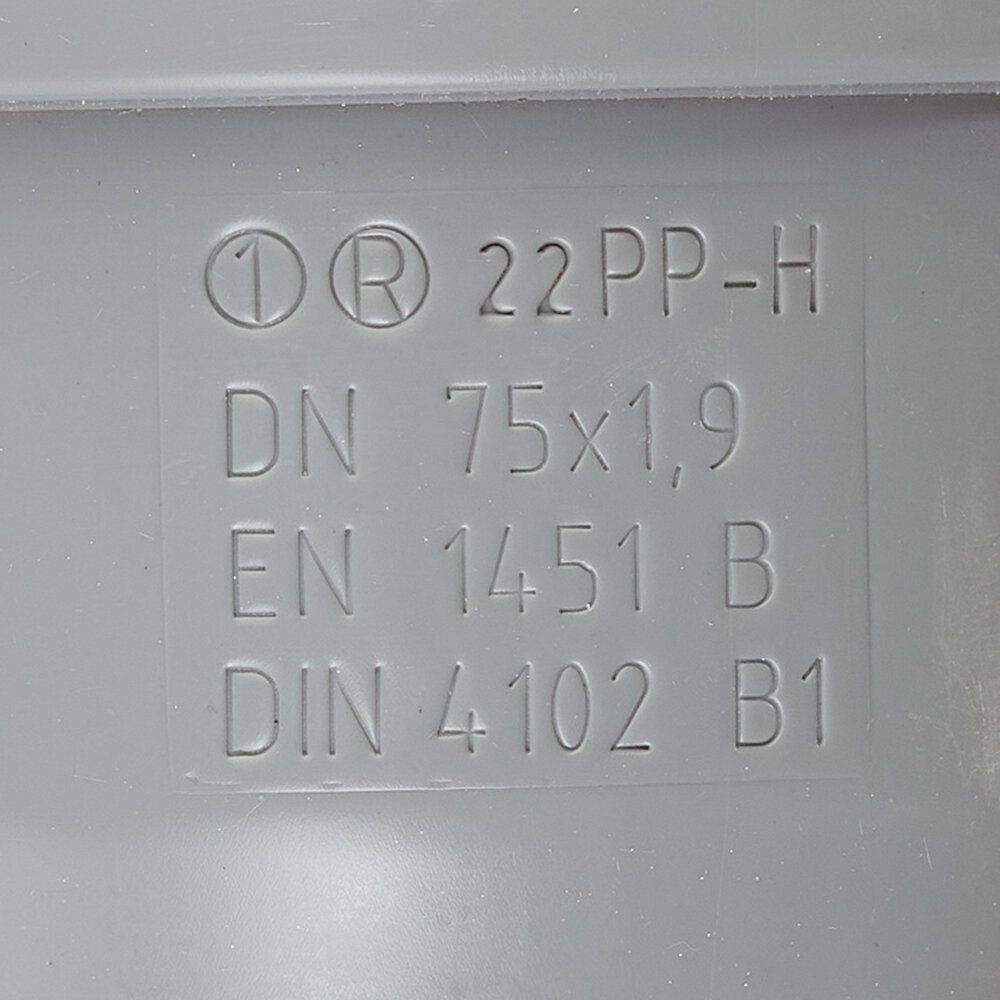 ① Ⓡ 22PP-H
DN 75x1,9
EN 1451 B
DIN 4102 B1